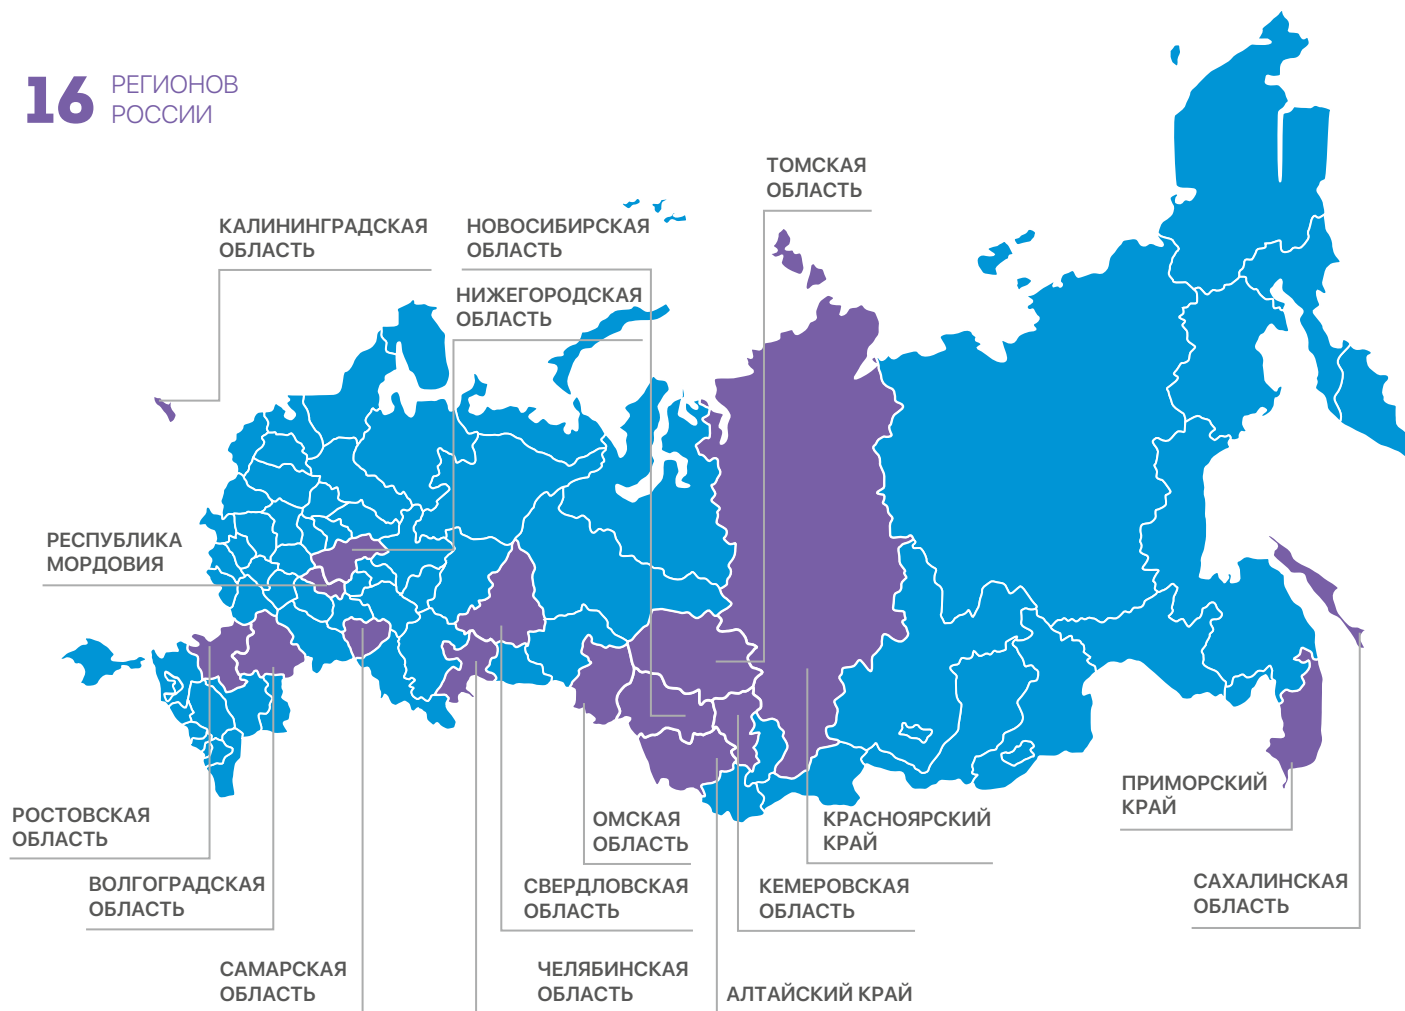 16 РЕГИОНОВ
РОССИИ
ТОМСКАЯ
ОБЛАСТЬ
КАЛИНИНГРАДСКАЯ
ОБЛАСТЬ
НОВОСИБИРСКАЯ
ОБЛАСТЬ
НИЖЕГОРОДСКАЯ
ОБЛАСТЬ
РЕСПУБЛИКА
МОРДОВИЯ
ПРИМОРСКИЙ
КРАЙ
РОСТОВСКАЯ
ОБЛАСТЬ
ОМСКАЯ
ОБЛАСТЬ
КРАСНОЯРСКИЙ
КРАЙ
ВОЛГОГРАДСКАЯ
ОБЛАСТЬ
СВЕРДЛОВСКАЯ
ОБЛАСТЬ
КЕМЕРОВСКАЯ
ОБЛАСТЬ
САХАЛИНСКАЯ
ОБЛАСТЬ
САМАРСКАЯ
ОБЛАСТЬ
ЧЕЛЯБИНСКАЯ
ОБЛАСТЬ
АЛТАЙСКИЙ КРАЙ